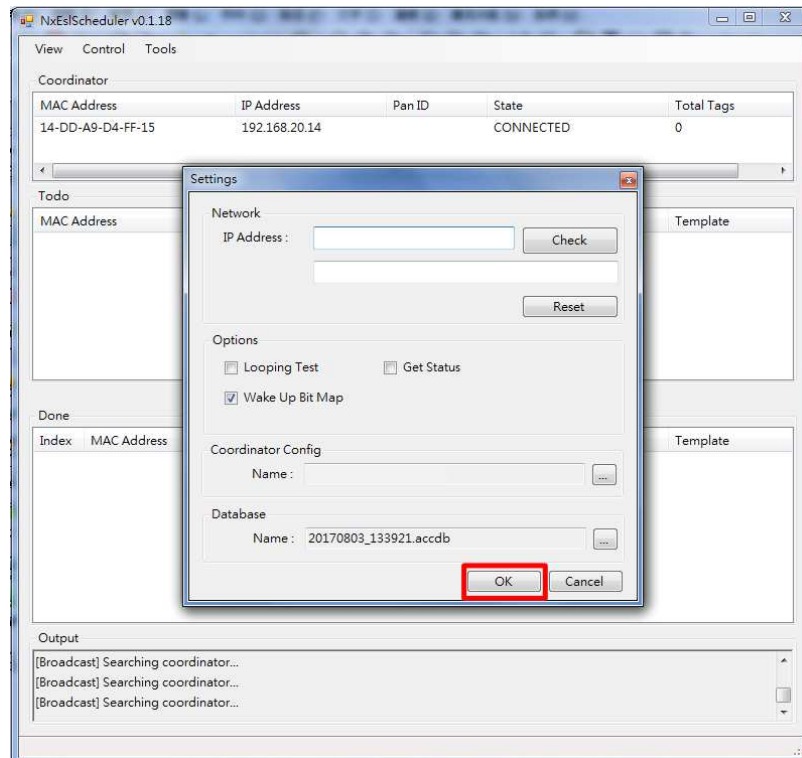 NxEslScheduler v0.1.18
View Control Tools
Coordinator
MAC Address IP Address Pan ID State Total Tags
14-DD-A9-D4-FF-15 192.168.20.14 CONNECTED 0
Todo
MAC Address Template
Settings
Network
IP Address : Check
Reset
Options
Looping Test Get Status
Wake Up Bit Map
Coordinator Config
Name : ...
Database
Name : 20170803_133921.accdb ...
OK Cancel
Done
Index MAC Address Template
Output
[Broadcast] Searching coordinator...
[Broadcast] Searching coordinator...
[Broadcast] Searching coordinator...